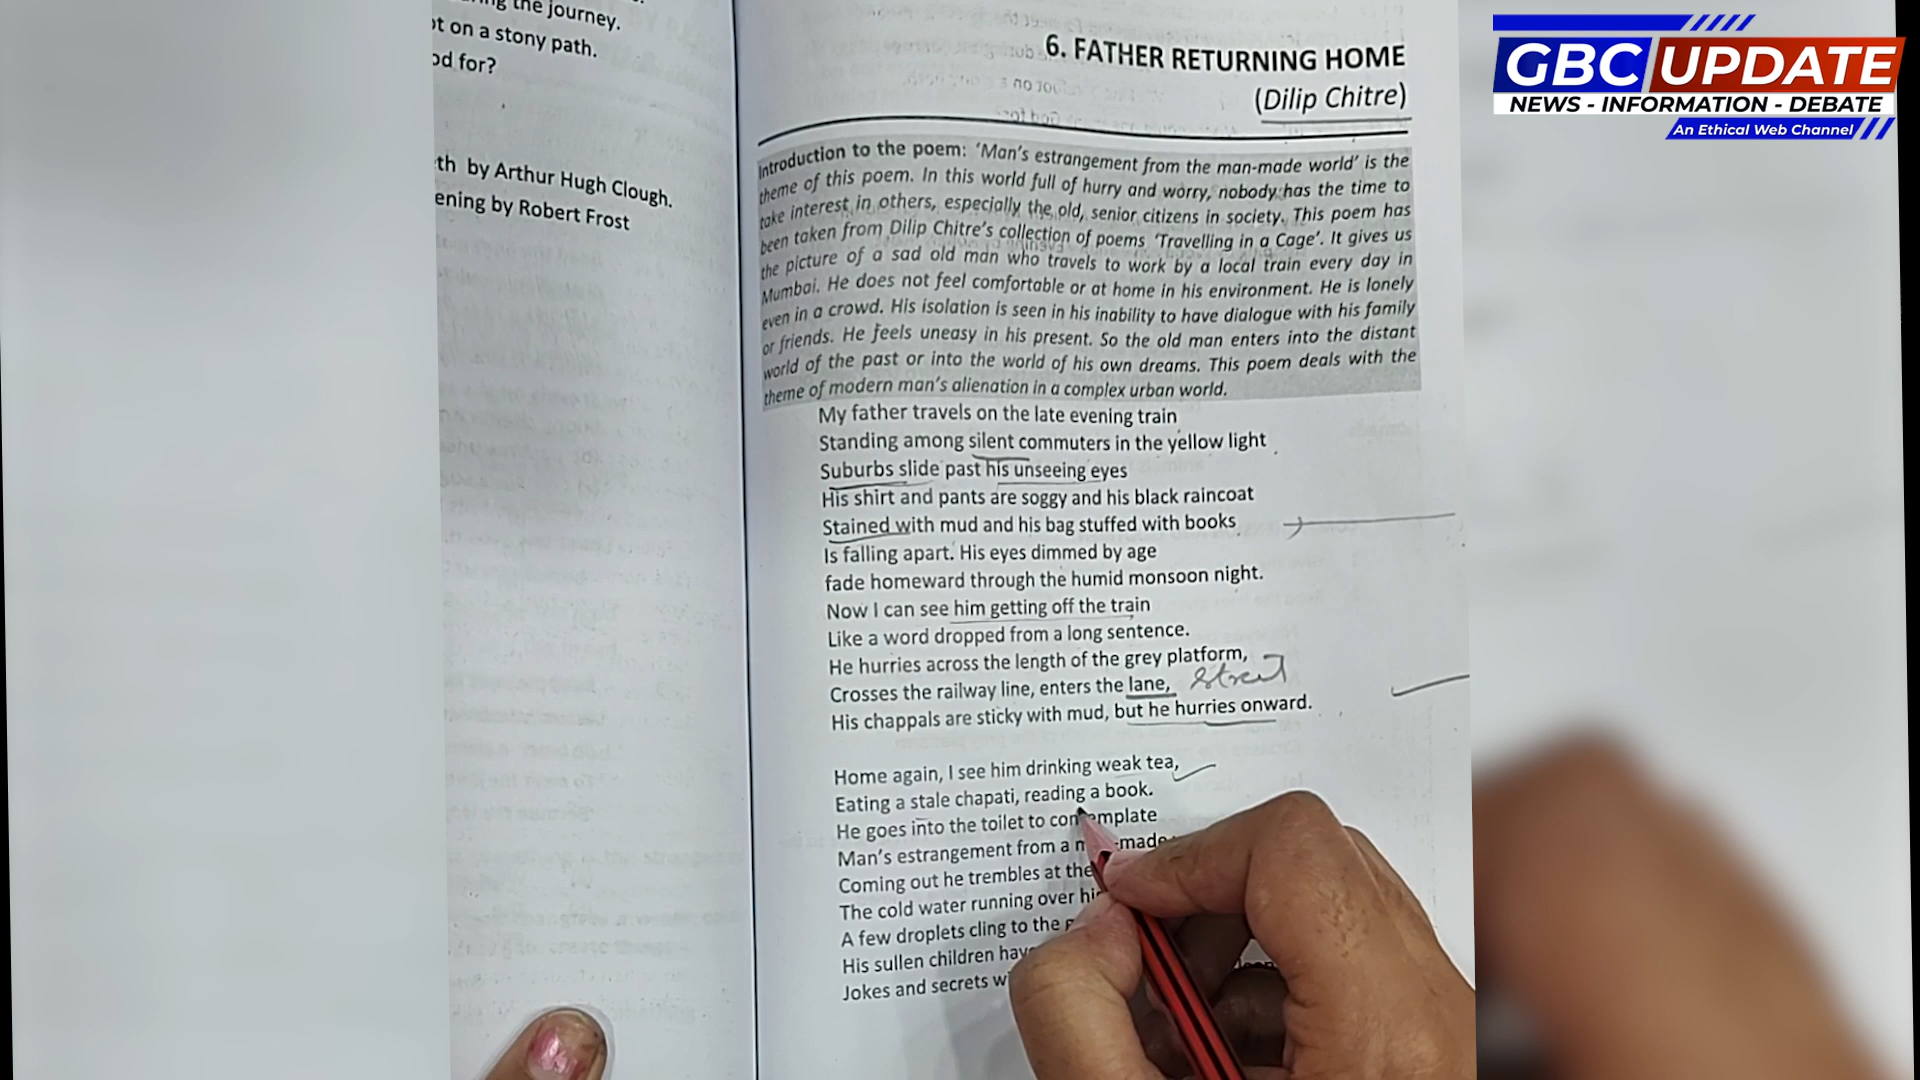 ing the journey.
ot on a stony path.
od for?
eth by Arthur Hugh Clough.
ening by Robert Frost
6. FATHER RETURNING HOME
(Dilip Chitre)
Introduction to the poem: ‘Man’s estrangement from the man-made world’ is the
theme of this poem. In this world full of hurry and worry, nobody has the time to
take interest in others, especially the old, senior citizens in society. This poem has
been taken from Dilip Chitre’s collection of poems ‘Travelling in a Cage’. It gives us
the picture of a sad old man who travels to work by a local train every day in
Mumbai. He does not feel comfortable or at home in his environment. He is lonely
even in a crowd. His isolation is seen in his inability to have dialogue with his family
or friends. He feels uneasy in his present. So the old man enters into the distant
world of the past or into the world of his own dreams. This poem deals with the
theme of modern man’s alienation in a complex urban world.
My father travels on the late evening train
Standing among silent commuters in the yellow light
Suburbs slide past his unseeing eyes
His shirt and pants are soggy and his black raincoat
Stained with mud and his bag stuffed with books
Is falling apart. His eyes dimmed by age
fade homeward through the humid monsoon night.
Now I can see him getting off the train
Like a word dropped from a long sentence.
He hurries across the length of the grey platform,
Crosses the railway line, enters the lane, street
His chappals are sticky with mud, but he hurries onward.
Home again, I see him drinking weak tea,
Eating a stale chapati, reading a book.
He goes into the toilet to contemplate
Man’s estrangement from a -made
Coming out he trembles at the
The cold water running over
A few droplets cling to the
His sullen children
Jokes and secrets
GBC UPDATE
NEWS - INFORMATION - DEBATE
An Ethical Web Channel